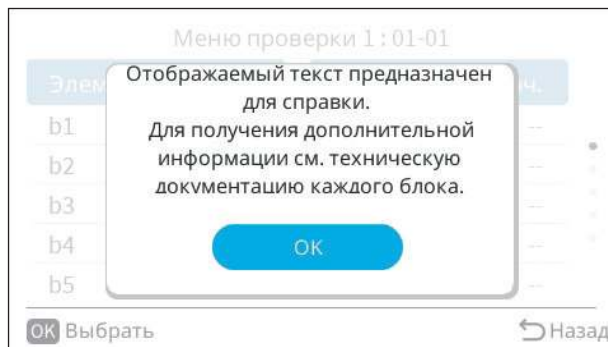 Меню проверки 1:01-01
Элем
ч.
Отображаемый текст предназначен
для справки.
Для получения дополнительной
информации см. техническую
документацию каждого блока.
b1 --
b2 --
b3 --
b4 --
b5 --
OK
OK Выбрать
Назад